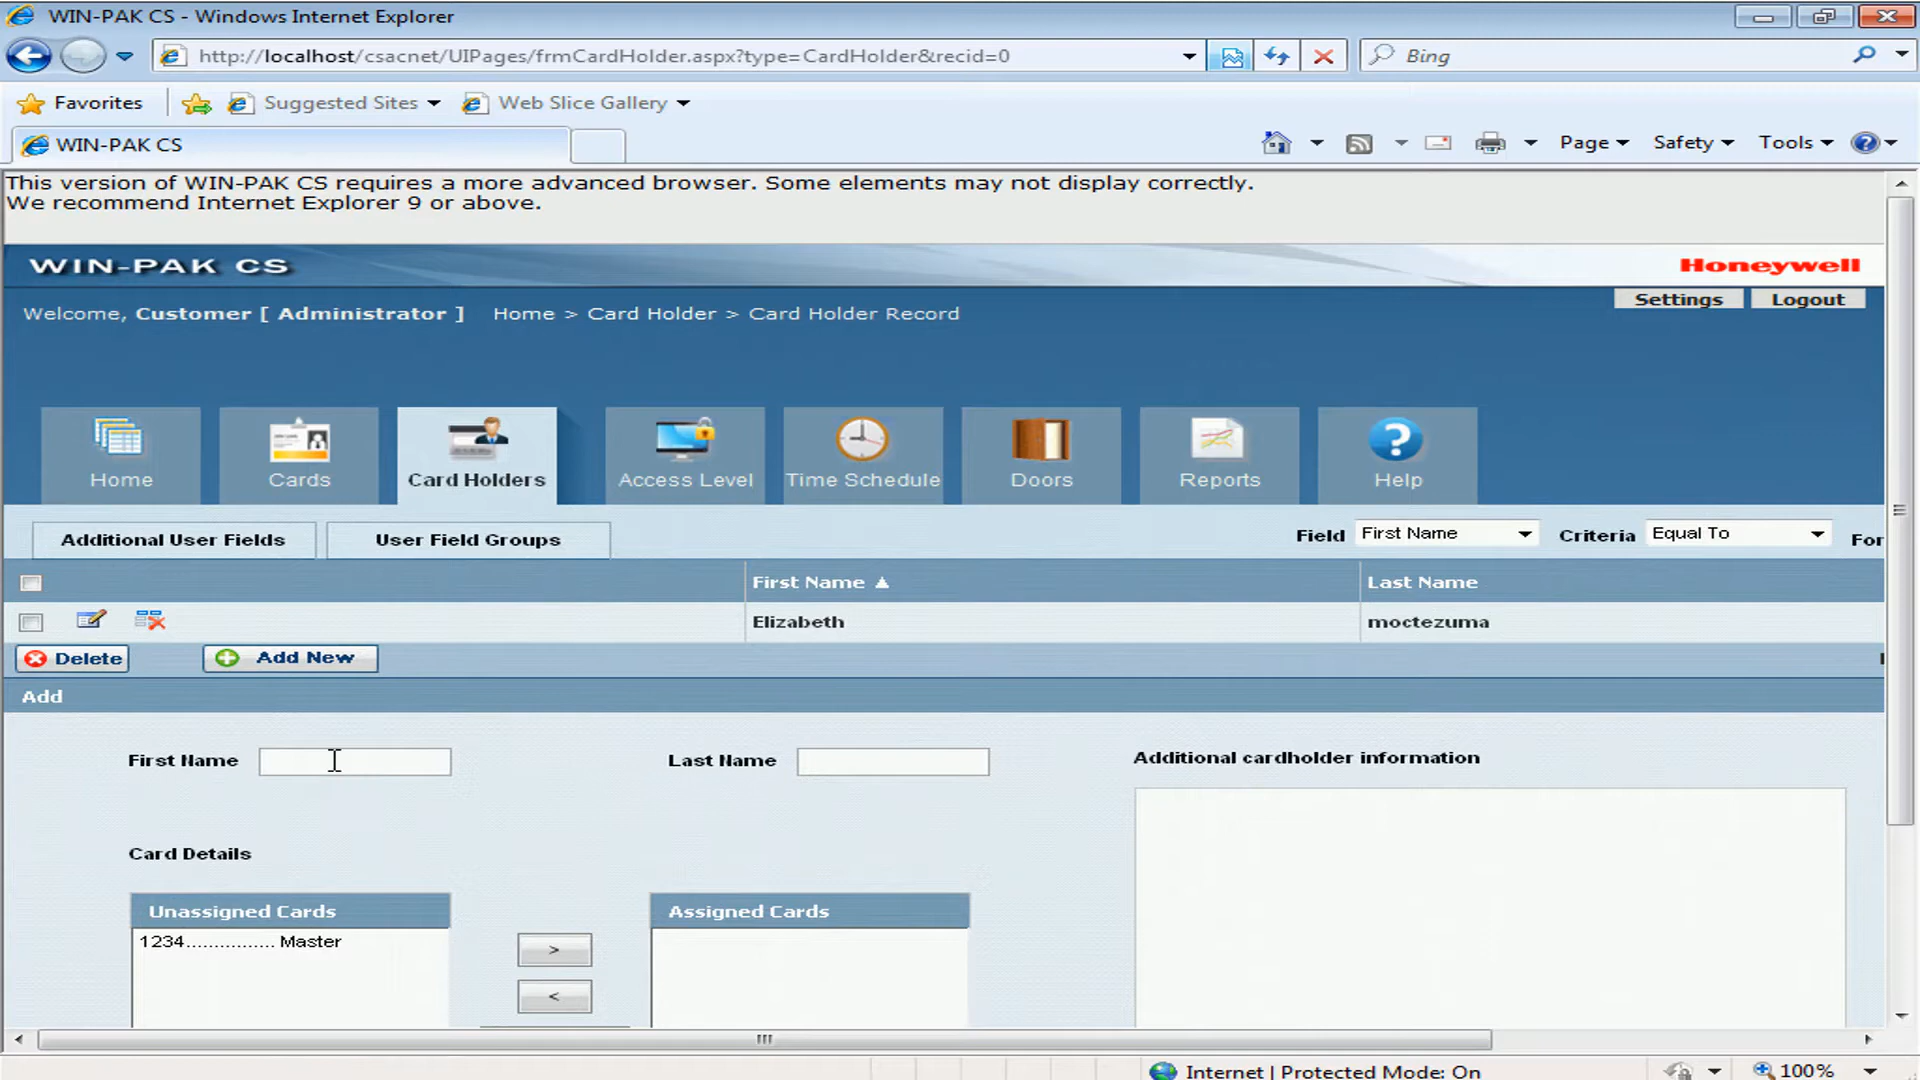 WIN-PAK CS - Windows Internet Explorer
http://localhost/csacnet/UIPages/frmCardHolder.aspx?type=CardHolder&recid=0
Bing
Favorites
Suggested Sites
Web Slice Gallery
WIN-PAK CS
Page
Safety
Tools
This version of WIN-PAK CS requires a more advanced browser. Some elements may not display correctly.
We recommend Internet Explorer 9 or above.
WIN-PAK CS
Honeywell
Welcome, Customer [ Administrator ]
Home > Card Holder > Card Holder Record
Settings
Logout
Home
Cards
Card Holders
Access Level
Time Schedule
Doors
Reports
Help
Additional User Fields
User Field Groups
Field
First Name
Criteria
Equal To
For
First Name
Last Name
Elizabeth
moctezuma
Delete
Add New
Add
First Name
Last Name
Additional cardholder information
Card Details
Unassigned Cards
Assigned Cards
1234................ Master
>
<
Internet | Protected Mode: On
100%